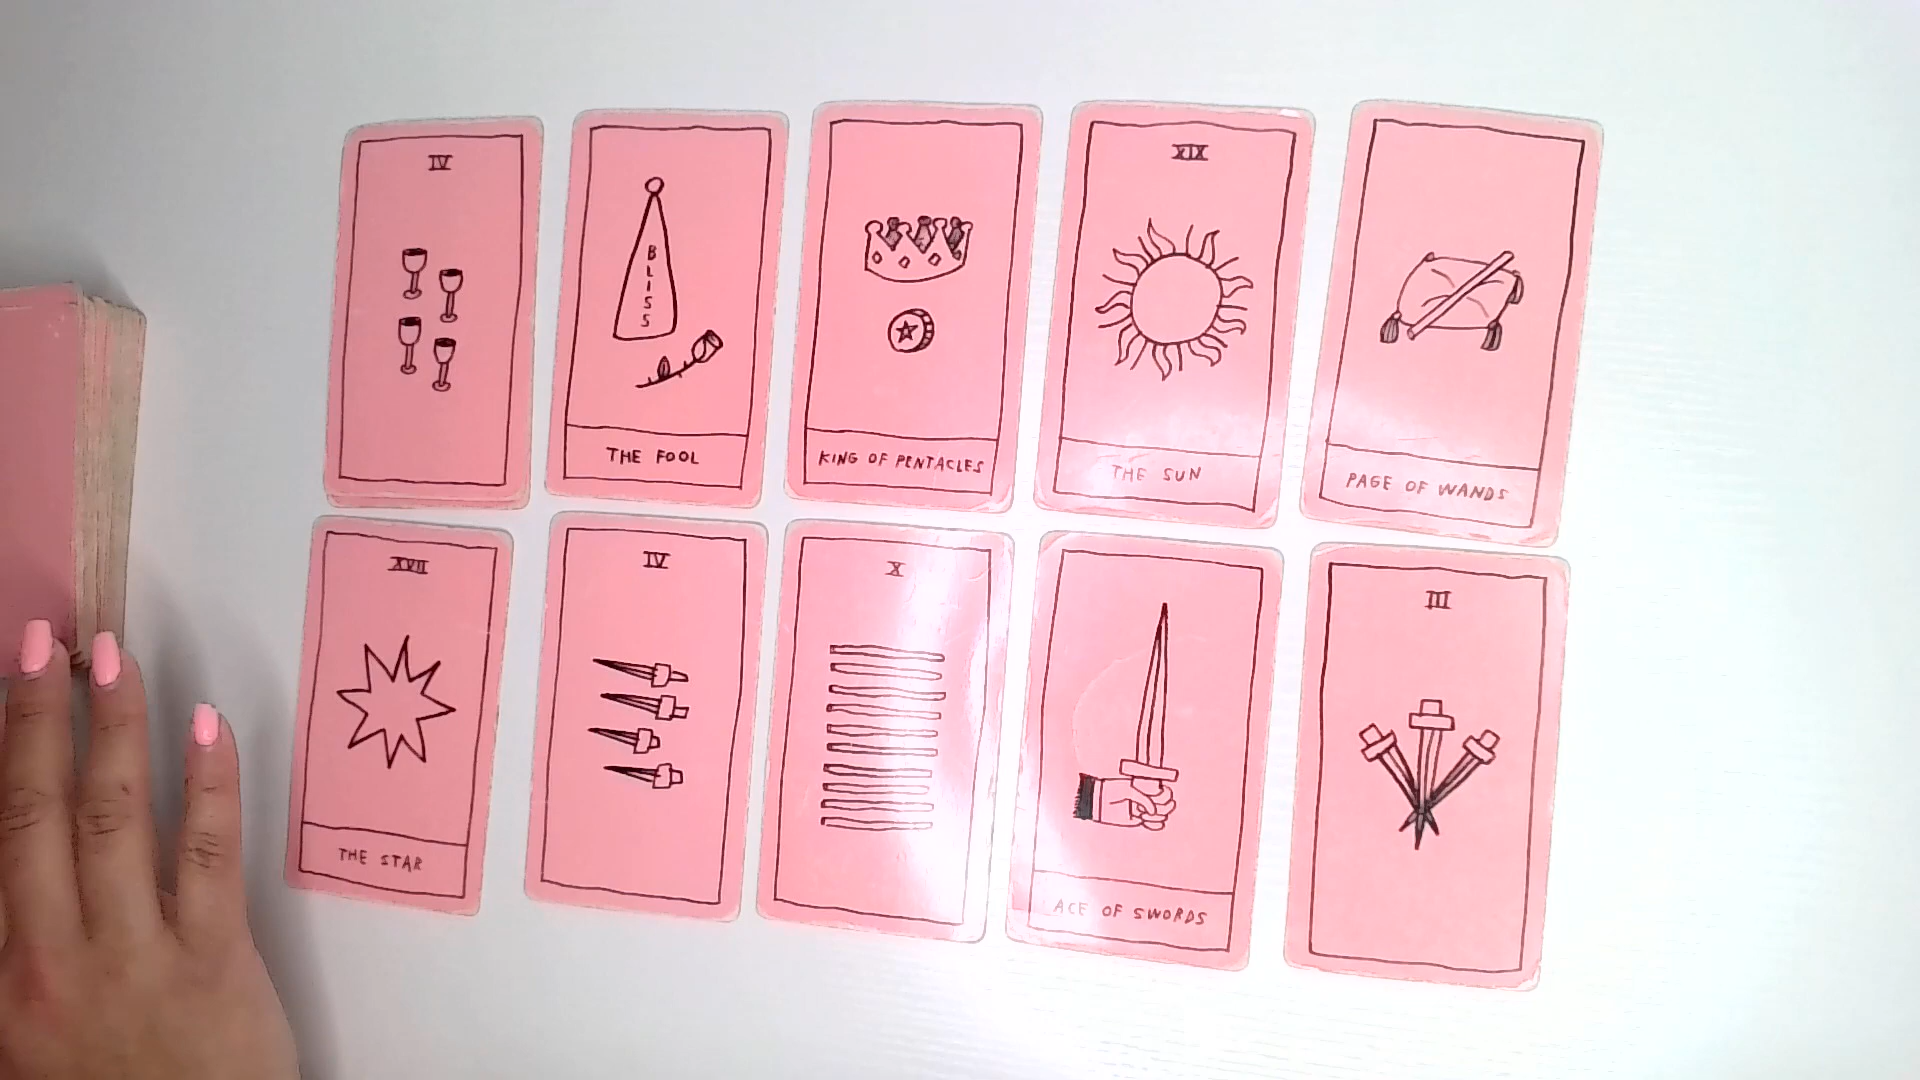 IV
BLISS
THE FOOL
KING OF PENTACLES
XIX
THE SUN
PAGE OF WANDS
XVII
THE STAR
IV
X
ACE OF SWORDS
III